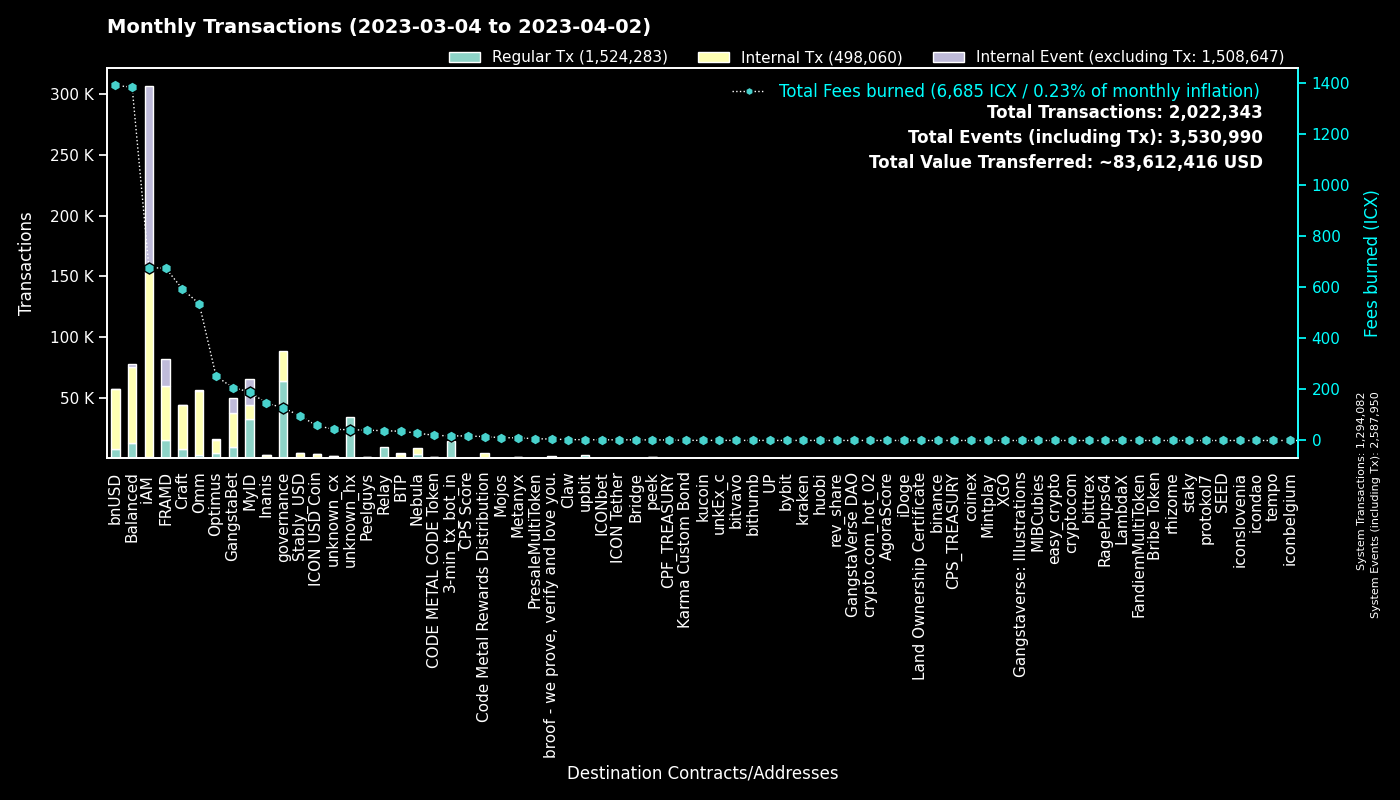 Monthly Transactions (2023-03-04 to 2023-04-02)
Regular Tx (1,524,283)
Internal Tx (498,060)
Internal Event (excluding Tx: 1,508,647)
Total Fees burned (6,685 ICX / 0.23% of monthly inflation)
Total Transactions: 2,022,343
Total Events (including Tx): 3,530,990
Total Value Transferred: ~83,612,416 USD
Transactions
300 K
250 K
200 K
150 K
100 K
50 K
1400
1200
1000
800
600
400
200
0
Fees burned (ICX)
System Transactions: 1,294,082
System Events (including Tx): 2,587,950
bnUSD
Balanced
iAM
FRAMD
Craft
Omm
Optimus
GangstaBet
MyID
Inanis
governance
Stably_USD
ICON USD Coin
unknown_cx
unknown_hx
Peelguys
Relay
BTP
Nebula
CODE METAL CODE Token
3-min_tx_bot_in
CPS Score
Code Metal Rewards Distribution
Mojos
Metanyx
PresaleMultiToken
broof - we prove, verify and love you.
Claw
upbit
ICONbet
ICON Tether
Bridge
peek
CPF_TREASURY
Karma Custom Bond
kucoin
unkEx_c
bitvavo
bithumb
UP
bybit
kraken
huobi
rev_share
GangstaVerse DAO
crypto.com_hot_02
AgoraScore
iDoge
Land Ownership Certificate
binance
CPS_TREASURY
coinex
Mintplay
XGO
Gangstaverse: Illustrations
MIBCubies
easy_crypto
cryptocom
bittrex
RagePups64
LambdaX
FandiemMultiToken
Bribe Token
rhizome
staky
protokol7
SEED
iconslovenia
icondao
tempo
iconbelgium
Destination Contracts/Addresses